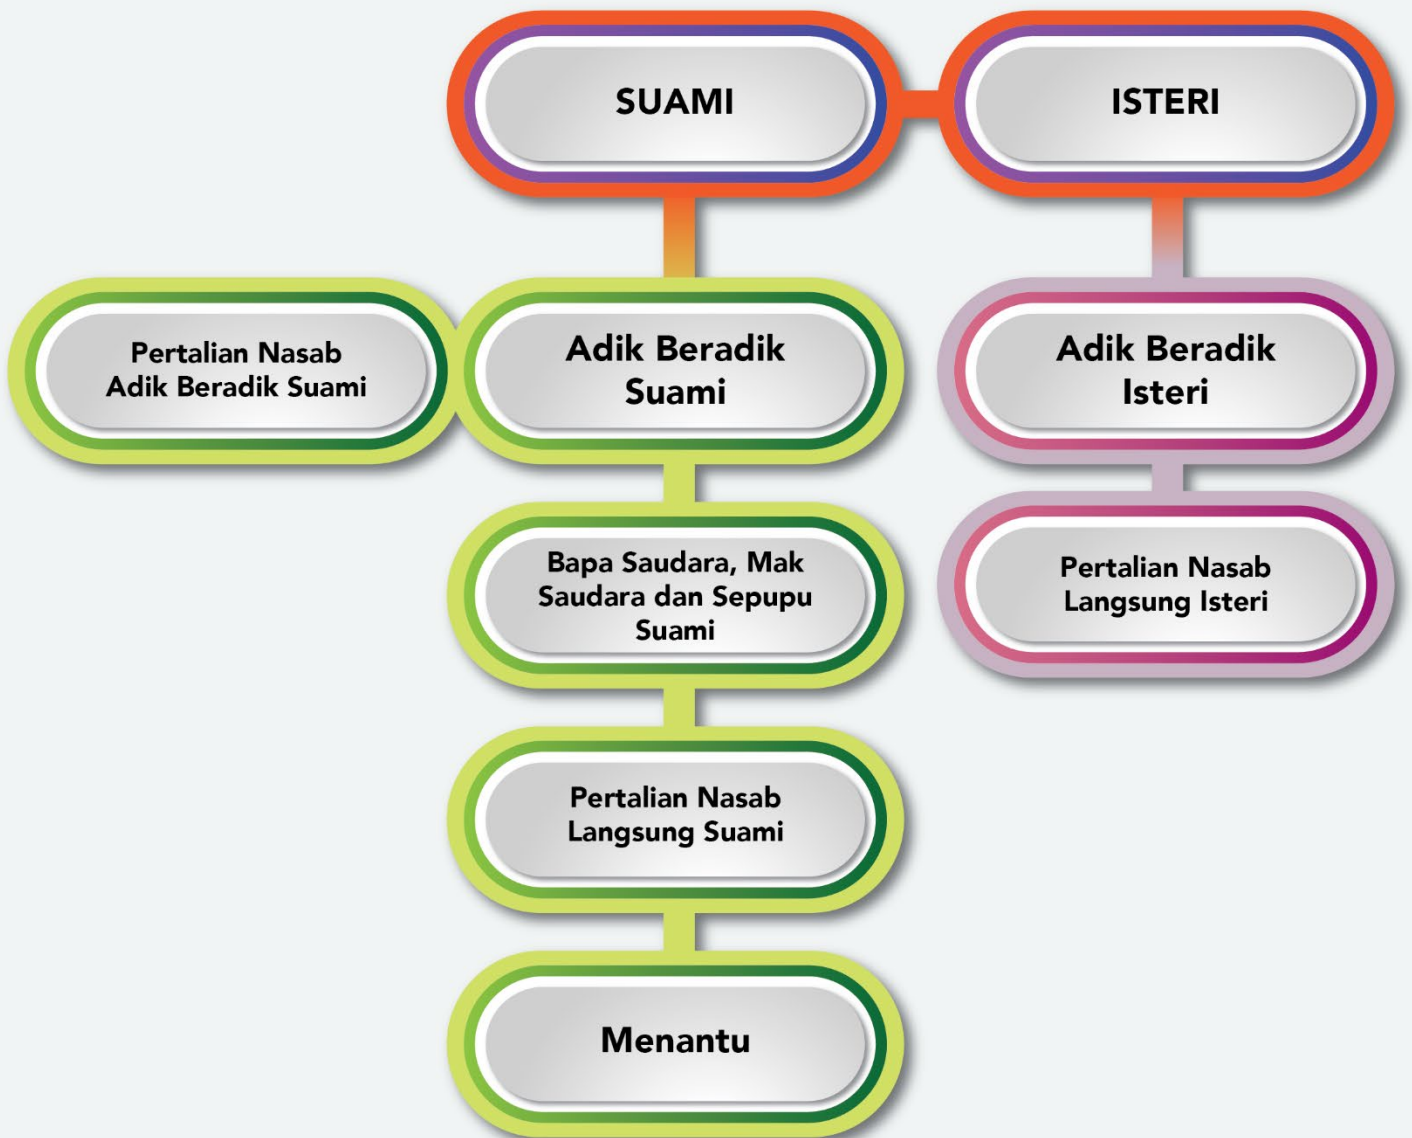 SUAMI
ISTERI
Pertalian Nasab
Adik Beradik Suami
Adik Beradik
Suami
Adik Beradik
Isteri
Bapa Saudara, Mak
Saudara dan Sepupu
Suami
Pertalian Nasab
Langsung Isteri
Pertalian Nasab
Langsung Suami
Menantu